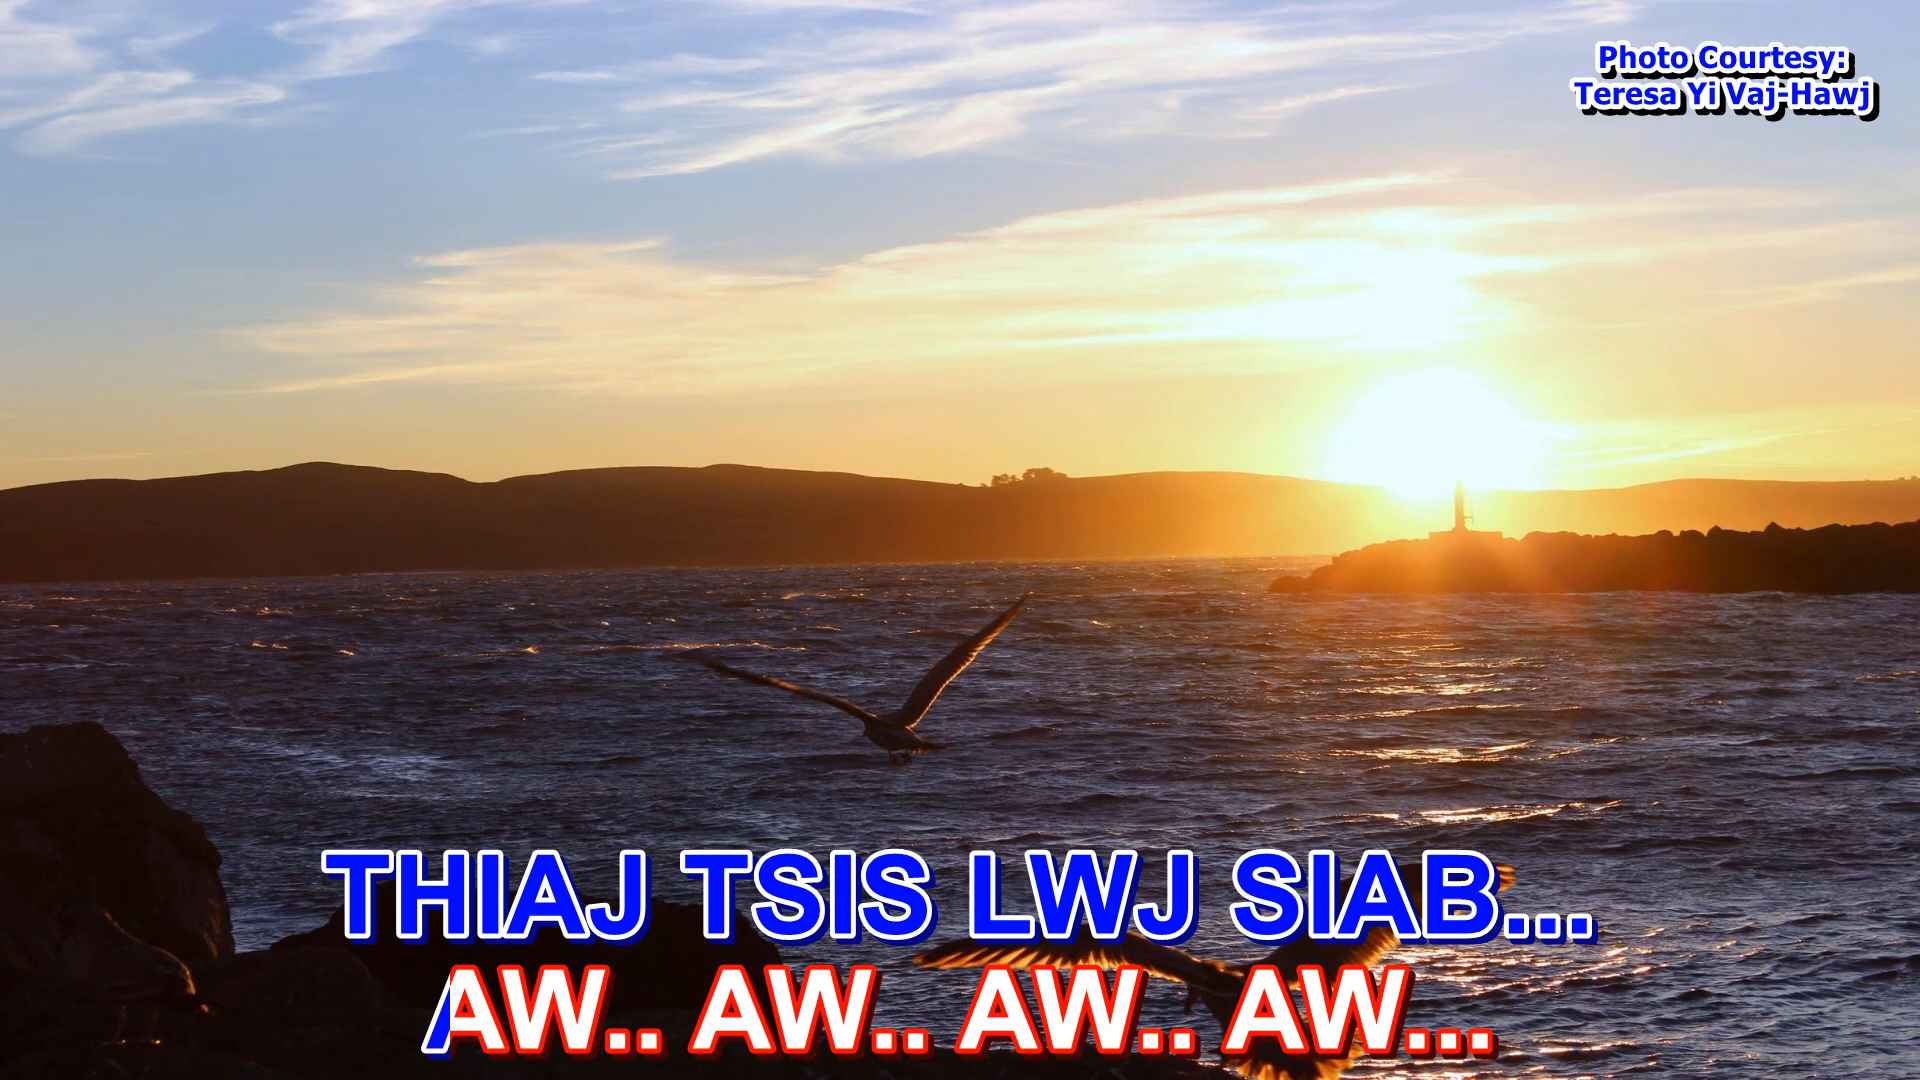 Photo Courtesy:
Teresa Yi Vaj-Hawj
THIAJ TSIS LWJ SIAB...
AW.. AW.. AW.. AW...